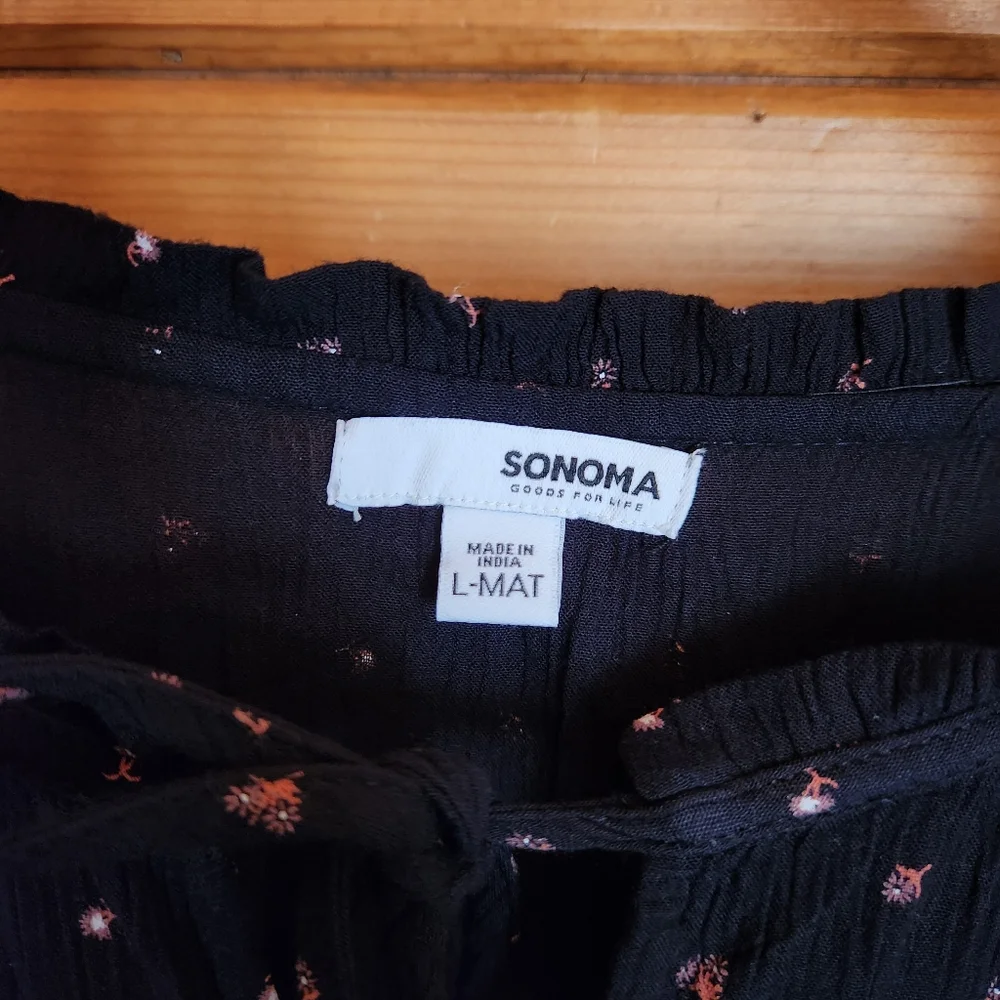 SONOMA
GOODS FOR LIFE
MADE IN
INDIA
L-MAT